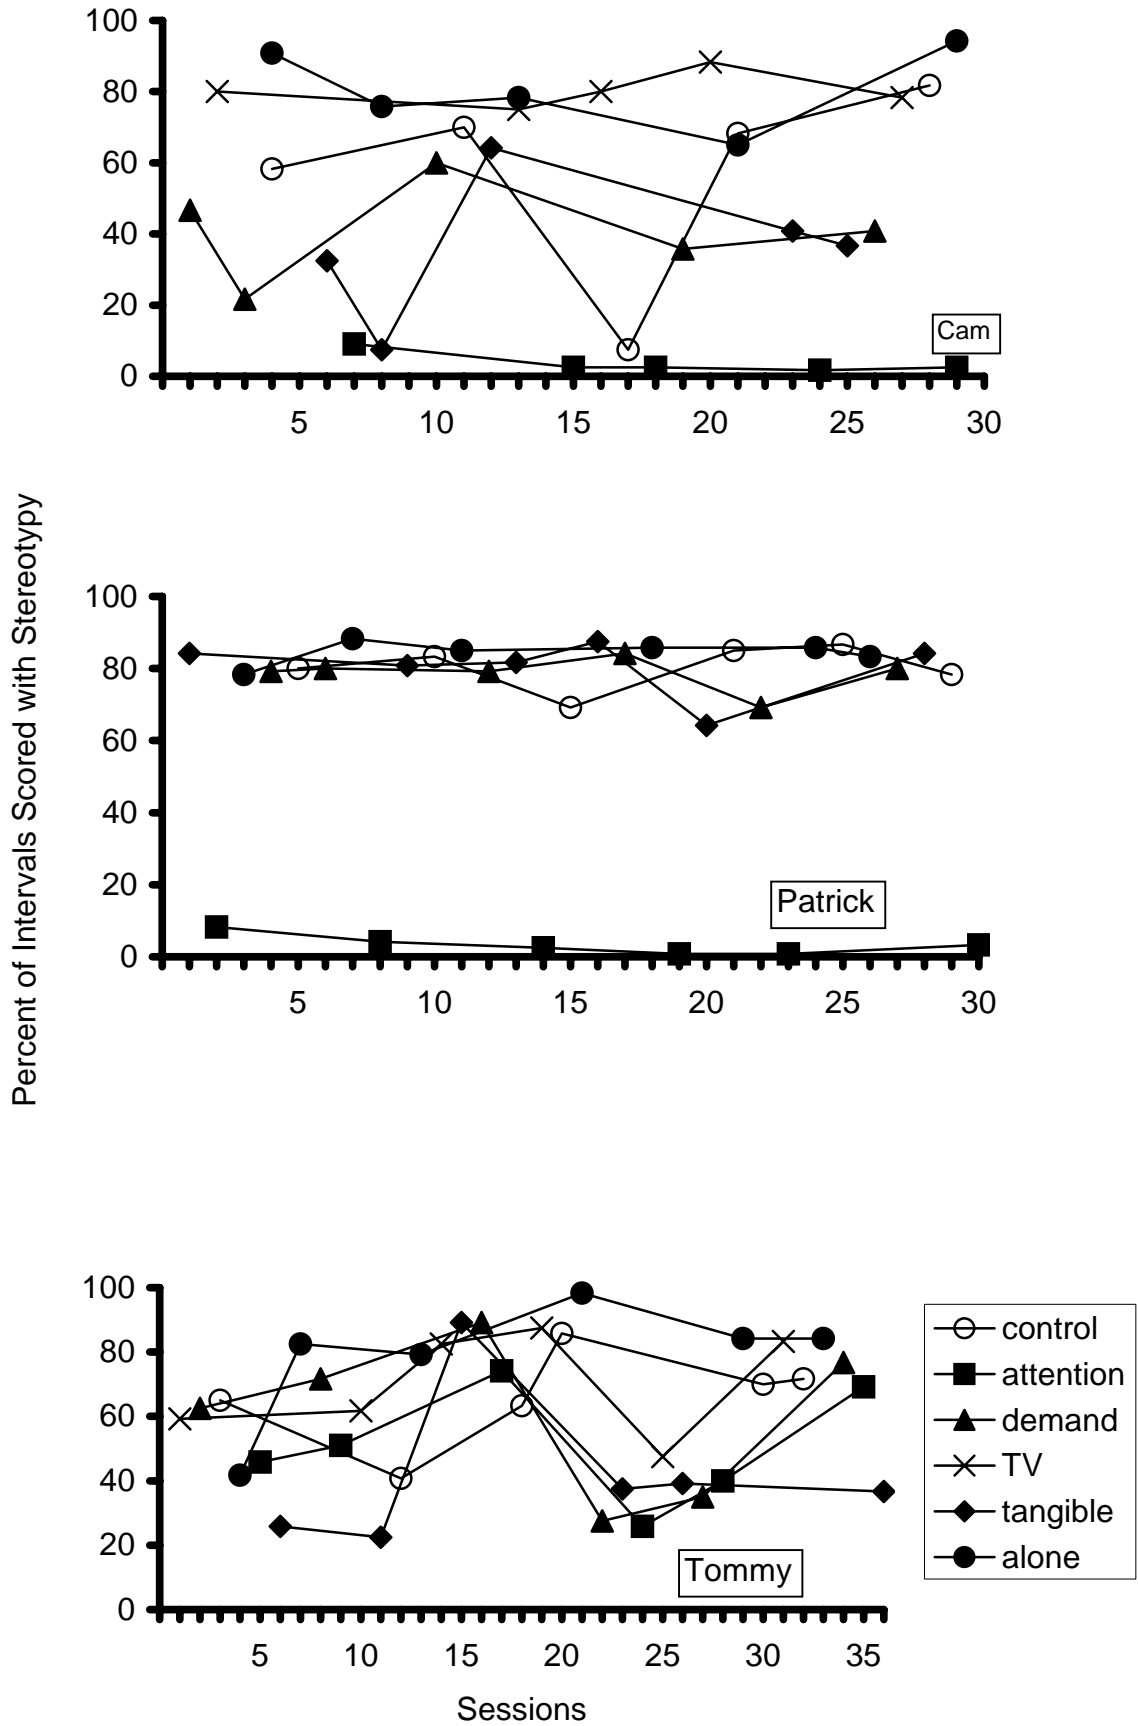 100
80
60
40
20
0
5 10 15 20 25 30
Cam
Percent of Intervals Scored with Stereotypy
100
80
60
40
20
0
5 10 15 20 25 30
Patrick
100
80
60
40
20
0
5 10 15 20 25 30 35
Tommy
Sessions
control
attention
demand
TV
tangible
alone